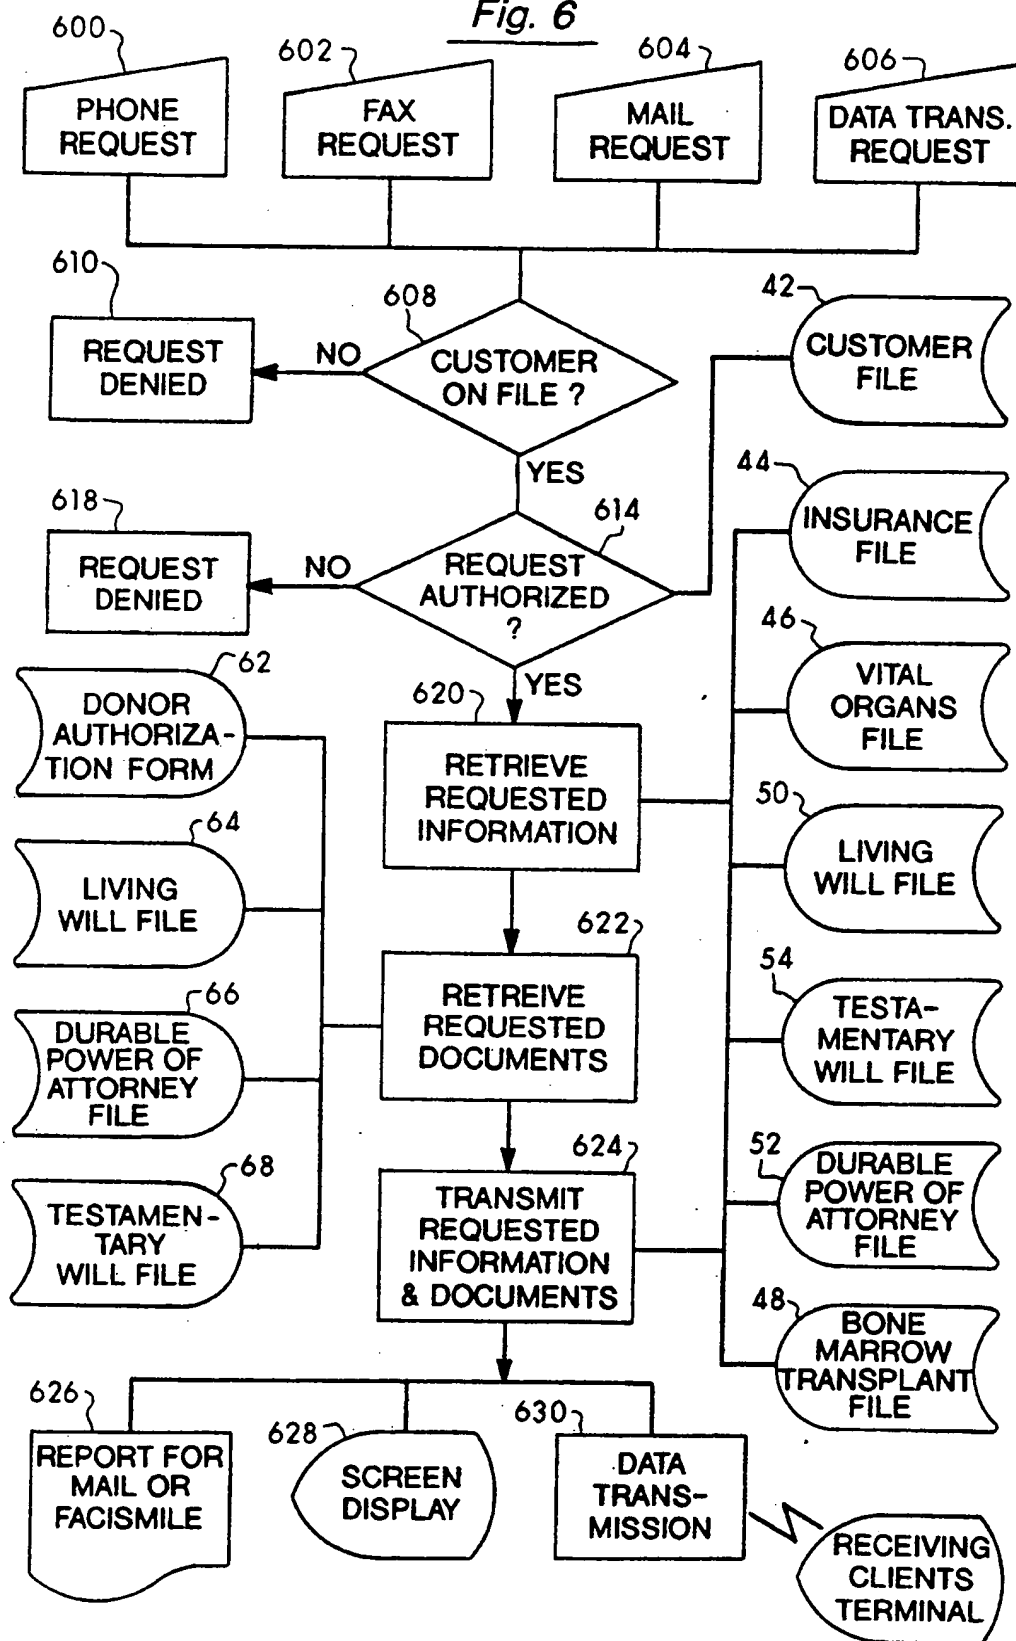 Fig. 6
600
602
604
606
PHONE
REQUEST
FAX
REQUEST
MAIL
REQUEST
DATA TRANS.
REQUEST
610
608
42
REQUEST
DENIED
NO
CUSTOMER
ON FILE ?
CUSTOMER
FILE
YES
44
618
614
INSURANCE
FILE
REQUEST
DENIED
NO
REQUEST
AUTHORIZED
?
46
62
YES
620
VITAL
ORGANS
FILE
DONOR
AUTHORIZA-
TION FORM
RETRIEVE
REQUESTED
INFORMATION
50
64
LIVING
WILL FILE
LIVING
WILL FILE
622
54
66
RETREIVE
REQUESTED
DOCUMENTS
TESTA-
MENTARY
WILL FILE
DURABLE
POWER OF
ATTORNEY
FILE
624
52
68
DURABLE
POWER OF
ATTORNEY
FILE
TESTAMEN-
TARY
WILL FILE
TRANSMIT
REQUESTED
INFORMATION
& DOCUMENTS
48
BONE
MARROW
TRANSPLANT
FILE
626
628
630
REPORT FOR
MAIL OR
FACISMILE
SCREEN
DISPLAY
DATA
TRANS-
MISSION
RECEIVING
CLIENTS
TERMINAL